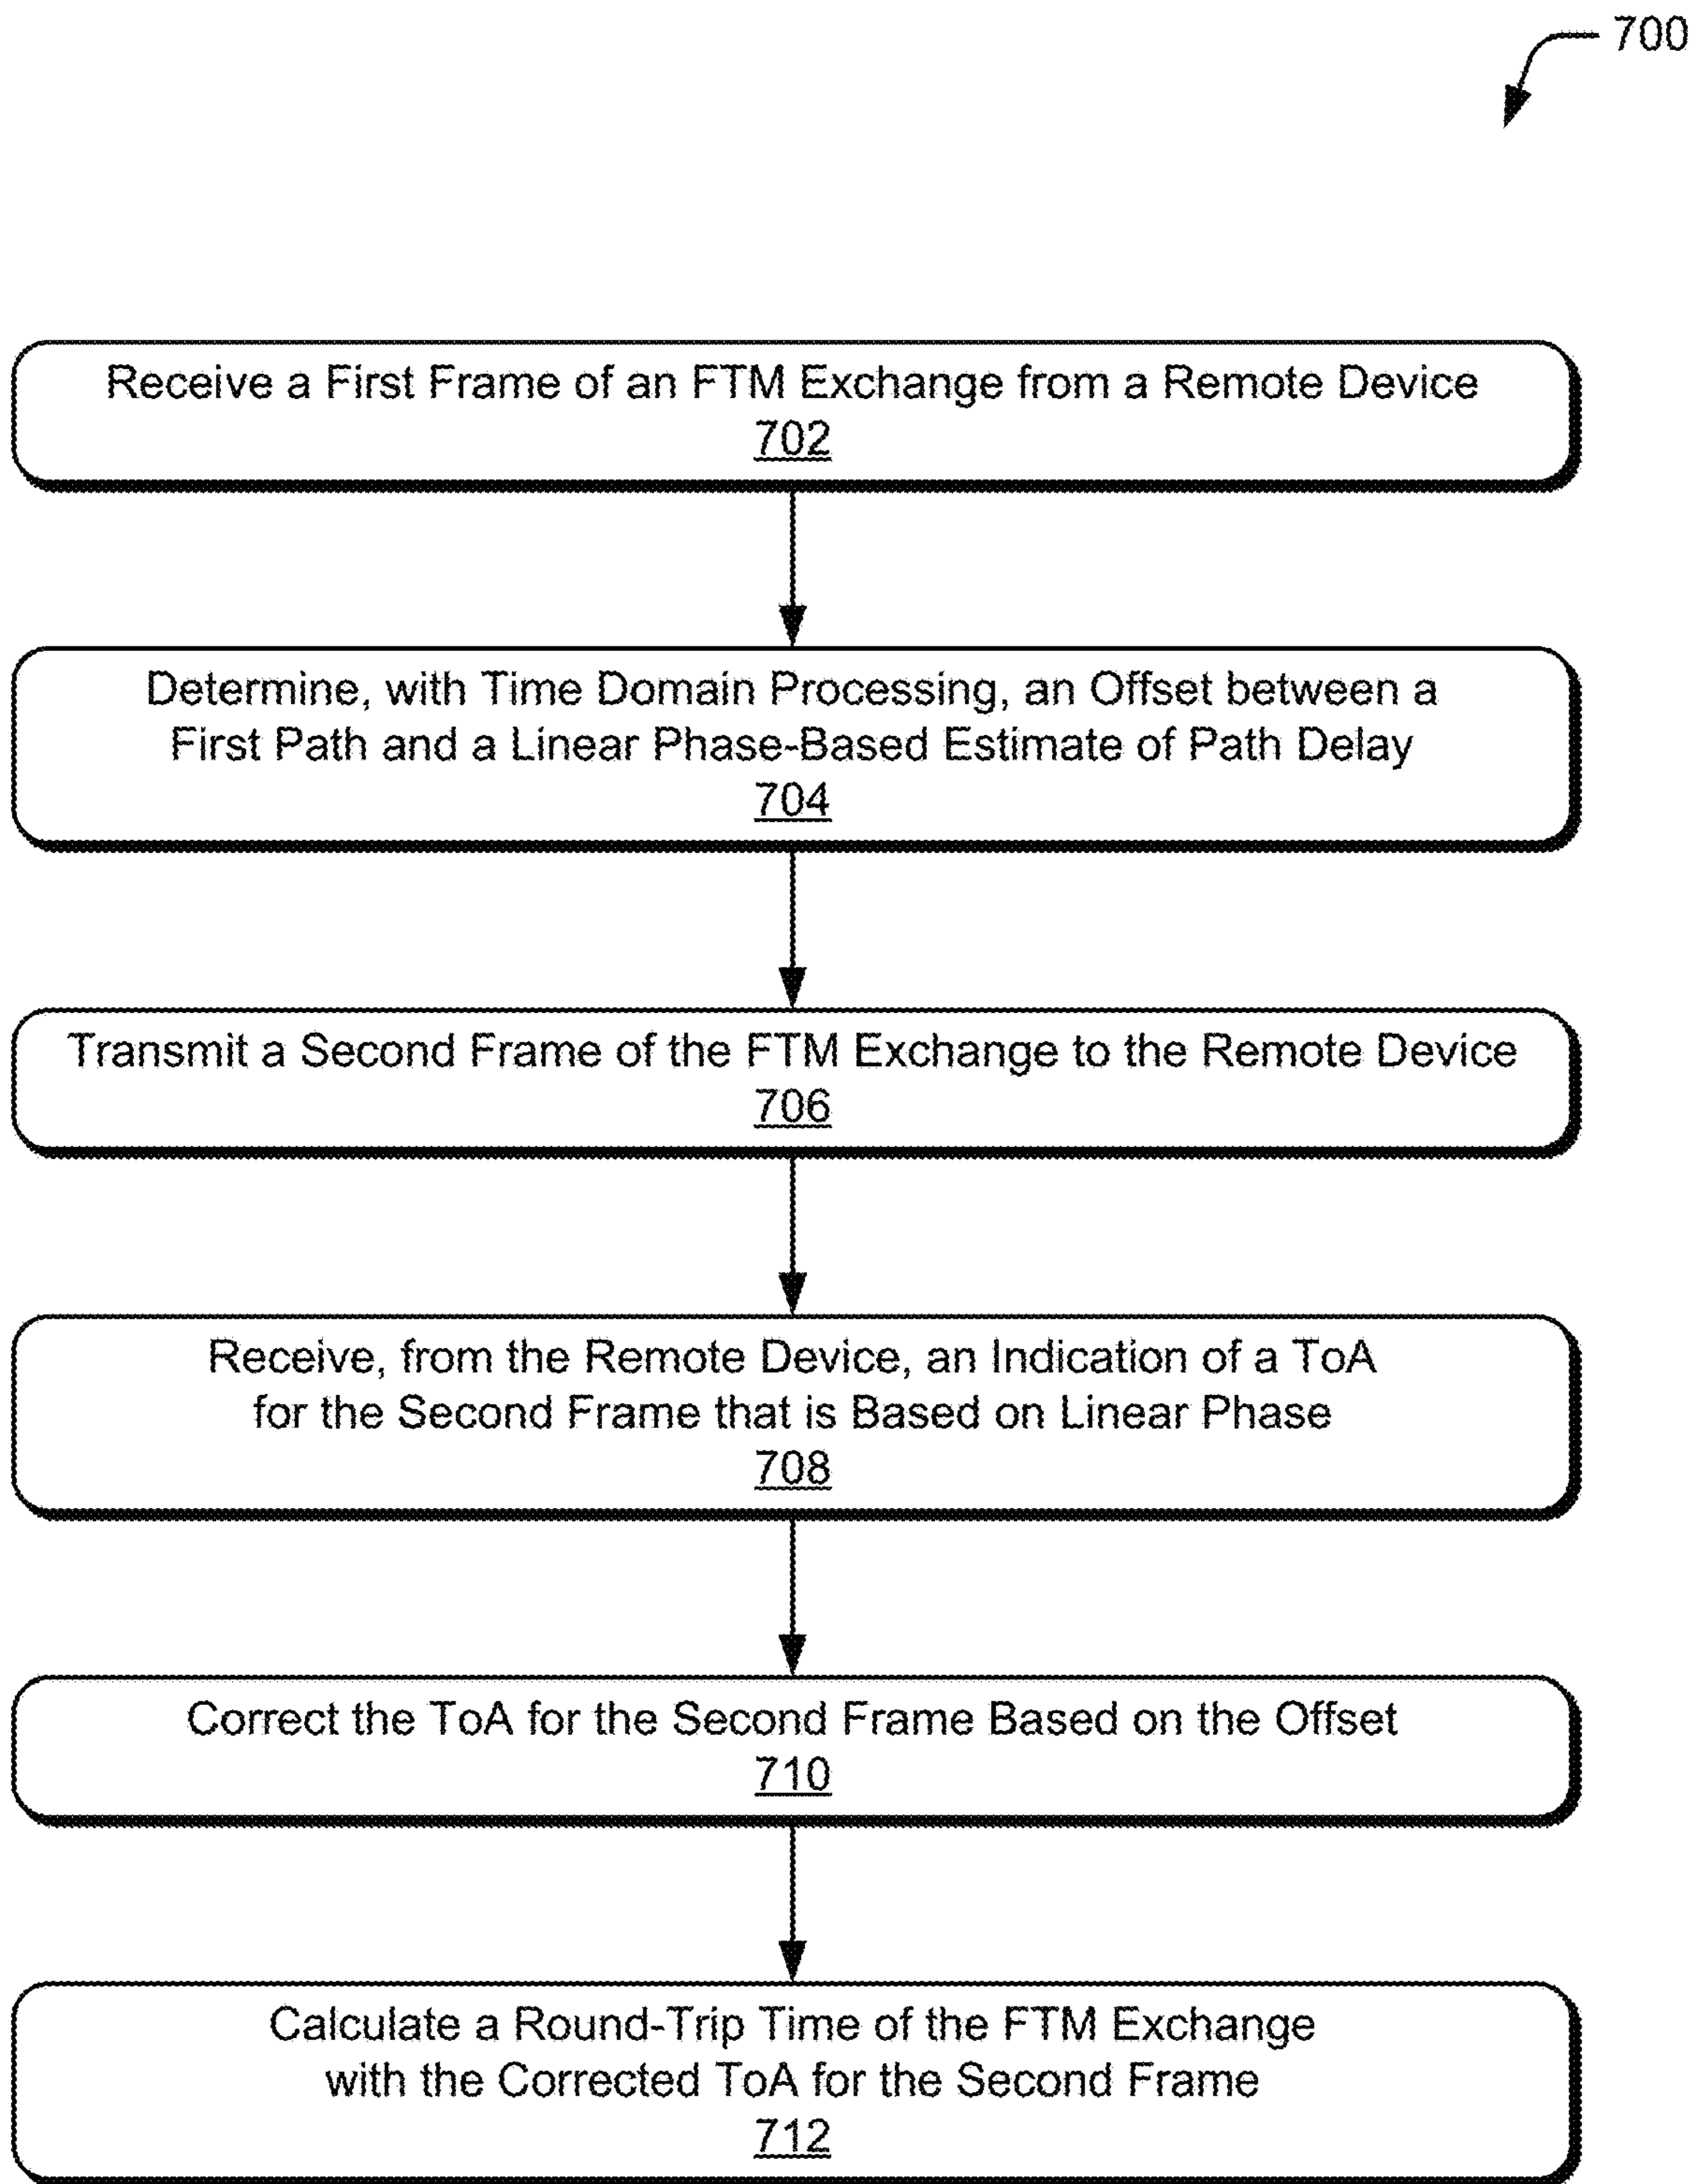 700
Receive a First Frame of an FTM Exchange from a Remote Device
702
Determine, with Time Domain Processing, an Offset between a
First Path and a Linear Phase-Based Estimate of Path Delay
704
Transmit a Second Frame of the FTM Exchange to the Remote Device
706
Receive, from the Remote Device, an Indication of a ToA
for the Second Frame that is Based on Linear Phase
708
Correct the ToA for the Second Frame Based on the Offset
710
Calculate a Round-Trip Time of the FTM Exchange
with the Corrected ToA for the Second Frame
712